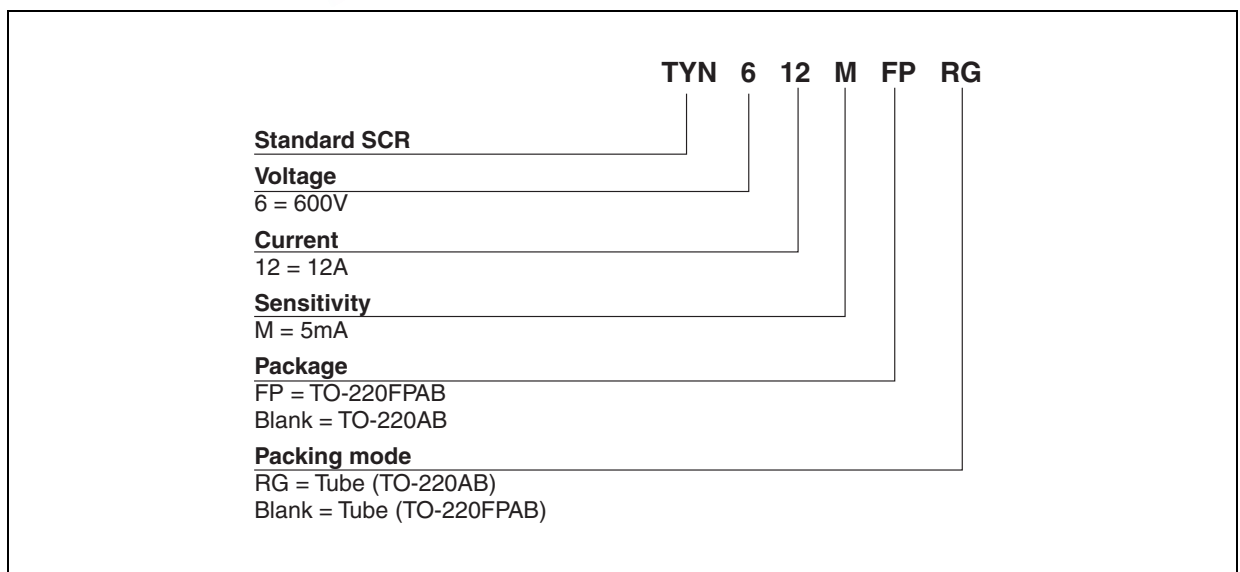 TYN 6 12 M FP RG
Standard SCR
Voltage
6 = 600V
Current
12 = 12A
Sensitivity
M = 5mA
Package
FP = TO-220FPAB
Blank = TO-220AB
Packing mode
RG = Tube (TO-220AB)
Blank = Tube (TO-220FPAB)